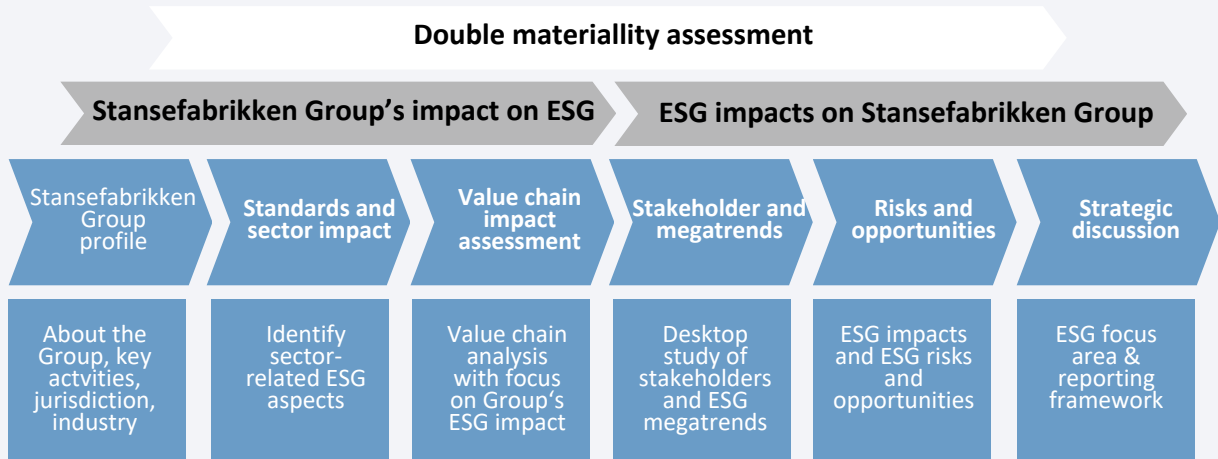 Double materiallity assessment
Stansefabrikken Group's impact on ESG
ESG impacts on Stansefabrikken Group
Stansefabrikken
Group
profile
Standards and
sector impact
Value chain
impact
assessment
Stakeholder and
megatrends
Risks and
opportunities
Strategic
discussion
About the
Group, key
actvities,
jurisdiction,
industry
Identify
sector-
related ESG
aspects
Value chain
analysis
with focus
on Group‘s
ESG impact
Desktop
study of
stakeholders
and ESG
megatrends
ESG impacts
and ESG risks
and
opportunities
ESG focus
area &
reporting
framework